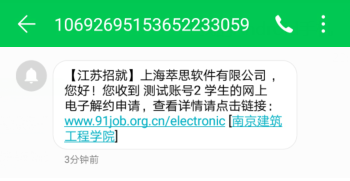 10692695153652233059
【江苏招就】上海萃思软件有限公司，
您好！您收到 测试账号2 学生的网上
电子解约申请，查看详情请点击链接：
www.91job.org.cn/electronic [南京建筑
工程学院]
3分钟前